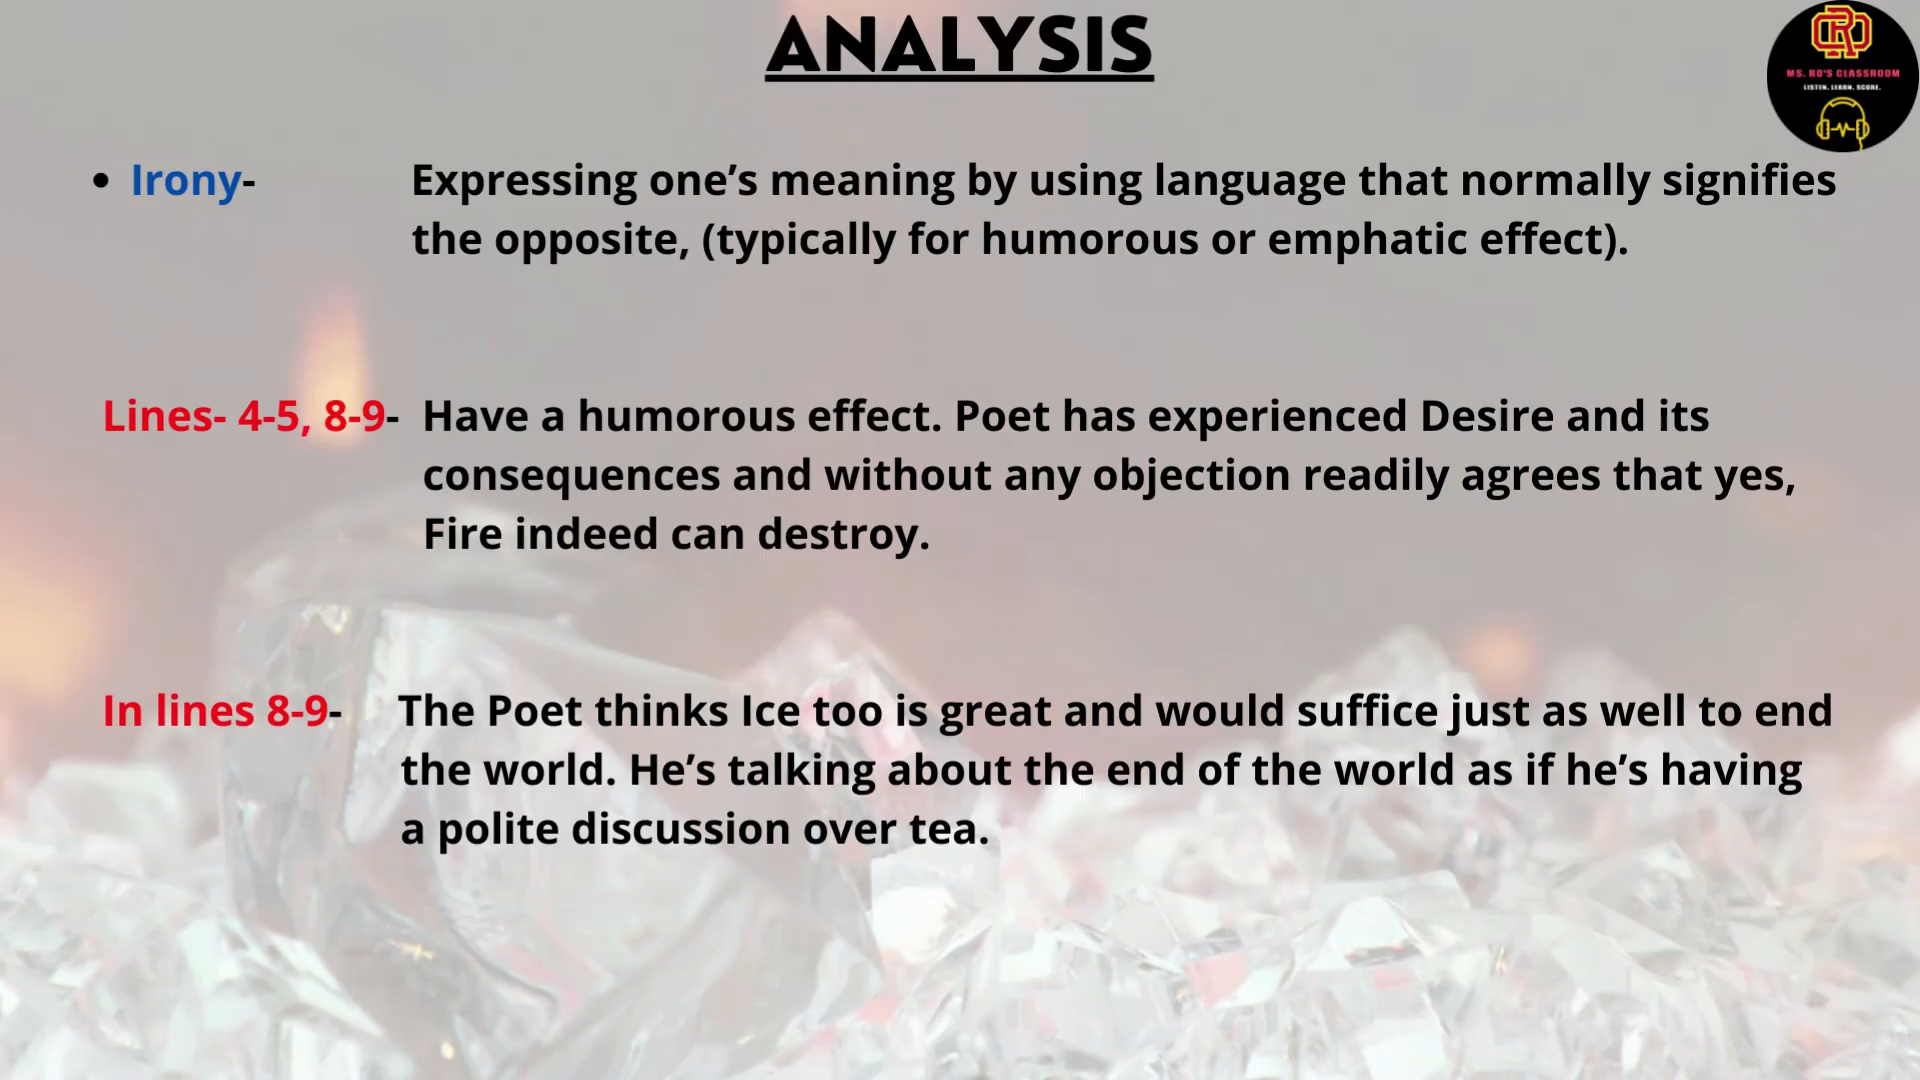 ANALYSIS
MS. RO'S CLASSROOM
LISTEN. LEARN. SCORE.
• Irony- Expressing one’s meaning by using language that normally signifies
the opposite, (typically for humorous or emphatic effect).
Lines- 4-5, 8-9- Have a humorous effect. Poet has experienced Desire and its
consequences and without any objection readily agrees that yes,
Fire indeed can destroy.
In lines 8-9- The Poet thinks Ice too is great and would suffice just as well to end
the world. He’s talking about the end of the world as if he’s having
a polite discussion over tea.